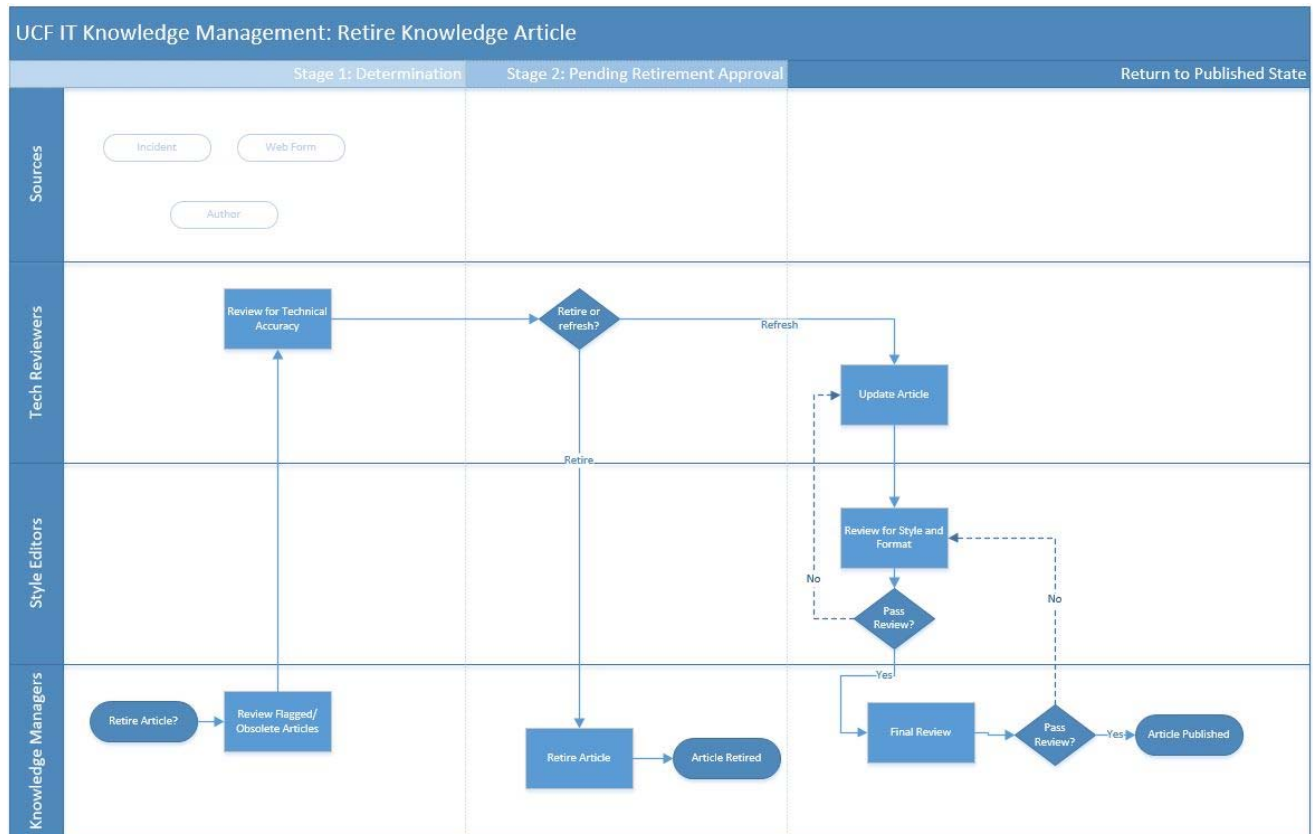 UCF IT Knowledge Management: Retire Knowledge Article
Stage 1: Determination
Stage 2: Pending Retirement Approval
Return to Published State
Sources
Incident
Web Form
Author
Tech Reviewers
Review for Technical
Accuracy
Retire or
refresh?
Refresh
Update Article
Retire
Style Editors
Review for Style and
Format
No
Pass
Review?
No
Knowledge Managers
Yes
Retire Article?
Review Flagged/
Obsolete Articles
Retire Article
Article Retired
Final Review
Pass
Review?
Yes
Article Published